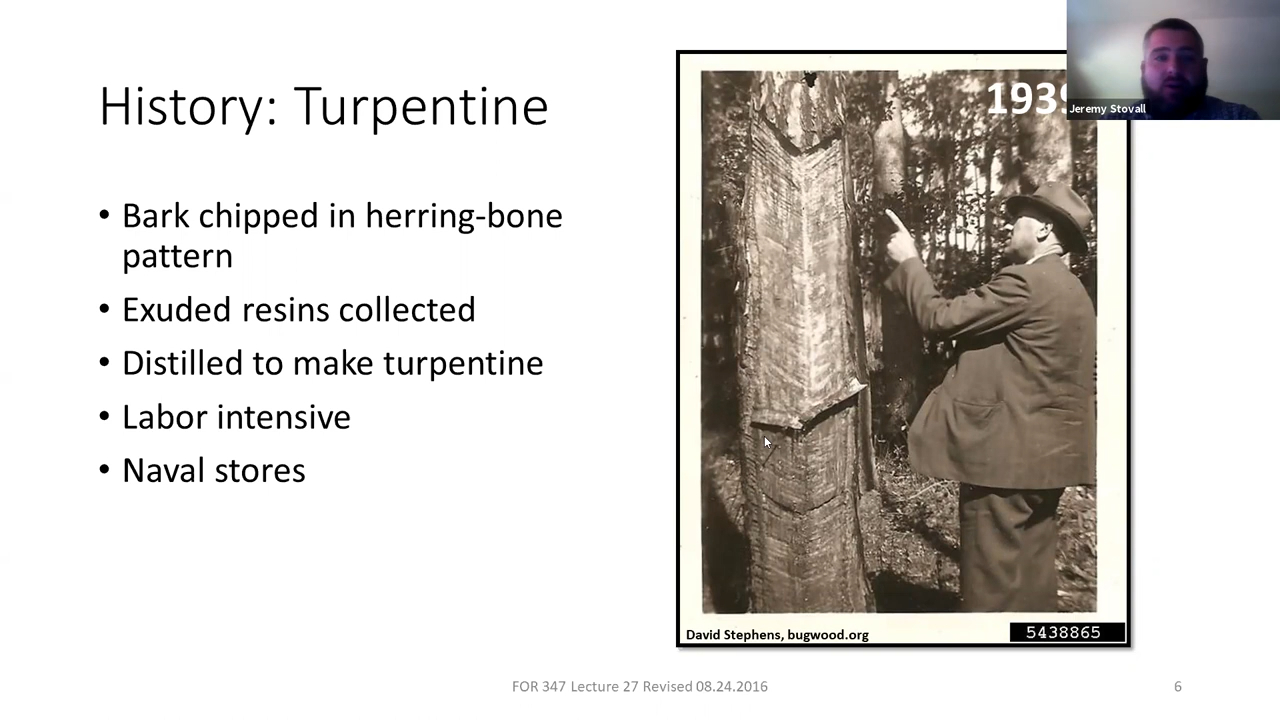 History: Turpentine
• Bark chipped in herring-bone
pattern
• Exuded resins collected
• Distilled to make turpentine
• Labor intensive
• Naval stores
1939
Jeremy Stovall
David Stephens, bugwood.org
5438865
FOR 347 Lecture 27 Revised 08.24.2016
6